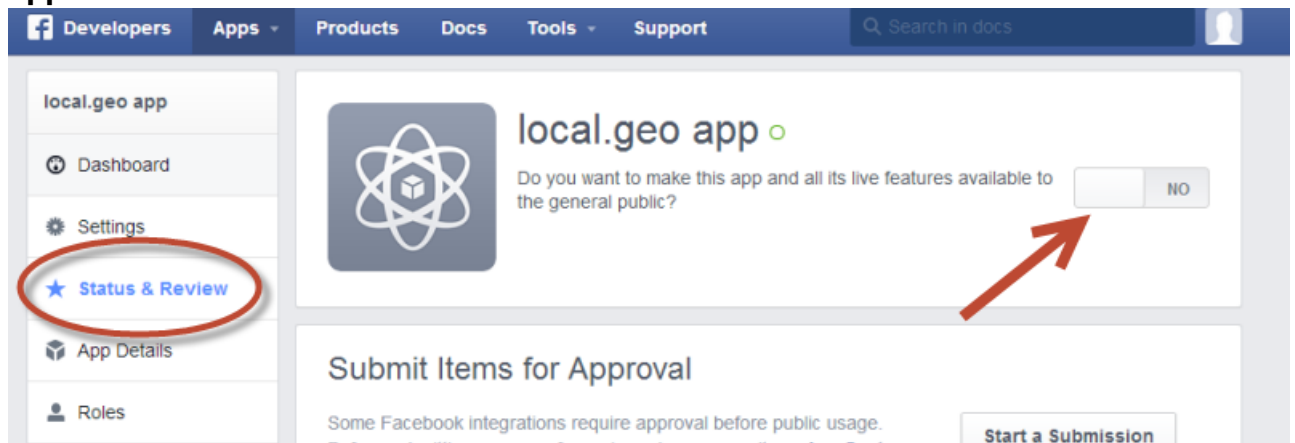 Developers Apps Products Docs Tools Support Search in docs
local.geo app
Dashboard
Settings
Status & Review
App Details
Roles
local.geo app
Do you want to make this app and all its live features available to
the general public?
NO
Submit Items for Approval
Some Facebook integrations require approval before public usage.
Start a Submission